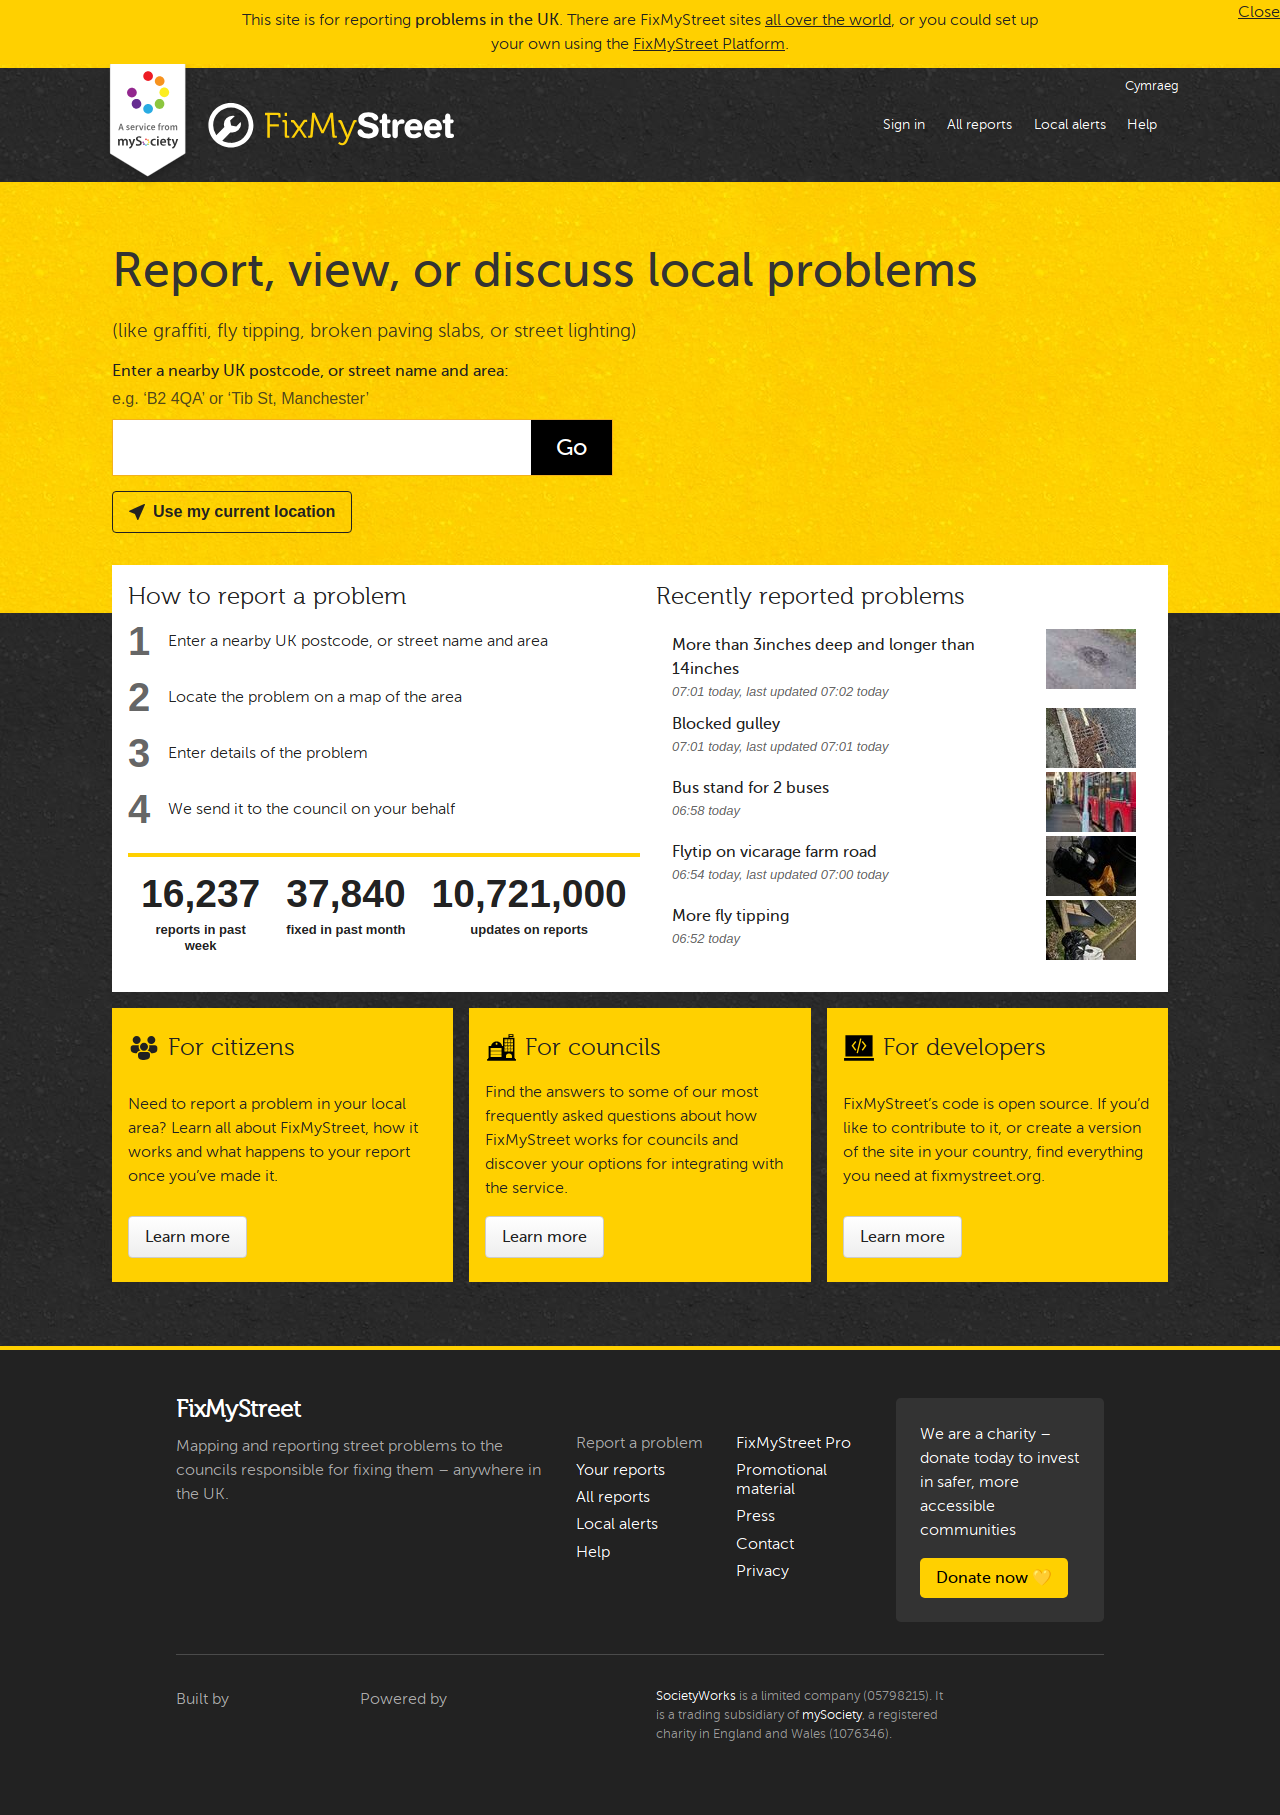 This site is for reporting problems in the UK. There are FixMyStreet sites all over the world, or you could set up
your own using the FixMyStreet Platform.
Close
Cymraeg
A service from
mySociety
FixMyStreet
Sign in All reports Local alerts Help
Report, view, or discuss local problems
(like graffiti, fly tipping, broken paving slabs, or street lighting)
Enter a nearby UK postcode, or street name and area:
e.g. ‘B2 4QA’ or ‘Tib St, Manchester’
Go
Use my current location
How to report a problem
1 Enter a nearby UK postcode, or street name and area
2 Locate the problem on a map of the area
3 Enter details of the problem
4 We send it to the council on your behalf
16,237 37,840 10,721,000
reports in past fixed in past month updates on reports
week
Recently reported problems
More than 3inches deep and longer than
14inches
07:01 today, last updated 07:02 today
Blocked gulley
07:01 today, last updated 07:01 today
Bus stand for 2 buses
06:58 today
Flytip on vicarage farm road
06:54 today, last updated 07:00 today
More fly tipping
06:52 today
For citizens
Need to report a problem in your local
area? Learn all about FixMyStreet, how it
works and what happens to your report
once you’ve made it.
Learn more
For councils
Find the answers to some of our most
frequently asked questions about how
FixMyStreet works for councils and
discover your options for integrating with
the service.
Learn more
For developers
FixMyStreet’s code is open source. If you’d
like to contribute to it, or create a version
of the site in your country, find everything
you need at fixmystreet.org.
Learn more
FixMyStreet
Mapping and reporting street problems to the
councils responsible for fixing them – anywhere in
the UK.
Report a problem
Your reports
All reports
Local alerts
Help
FixMyStreet Pro
Promotional
material
Press
Contact
Privacy
We are a charity –
donate today to invest
in safer, more
accessible
communities
Donate now 💛
Built by
Powered by
SocietyWorks is a limited company (05798215). It
is a trading subsidiary of mySociety, a registered
charity in England and Wales (1076346).